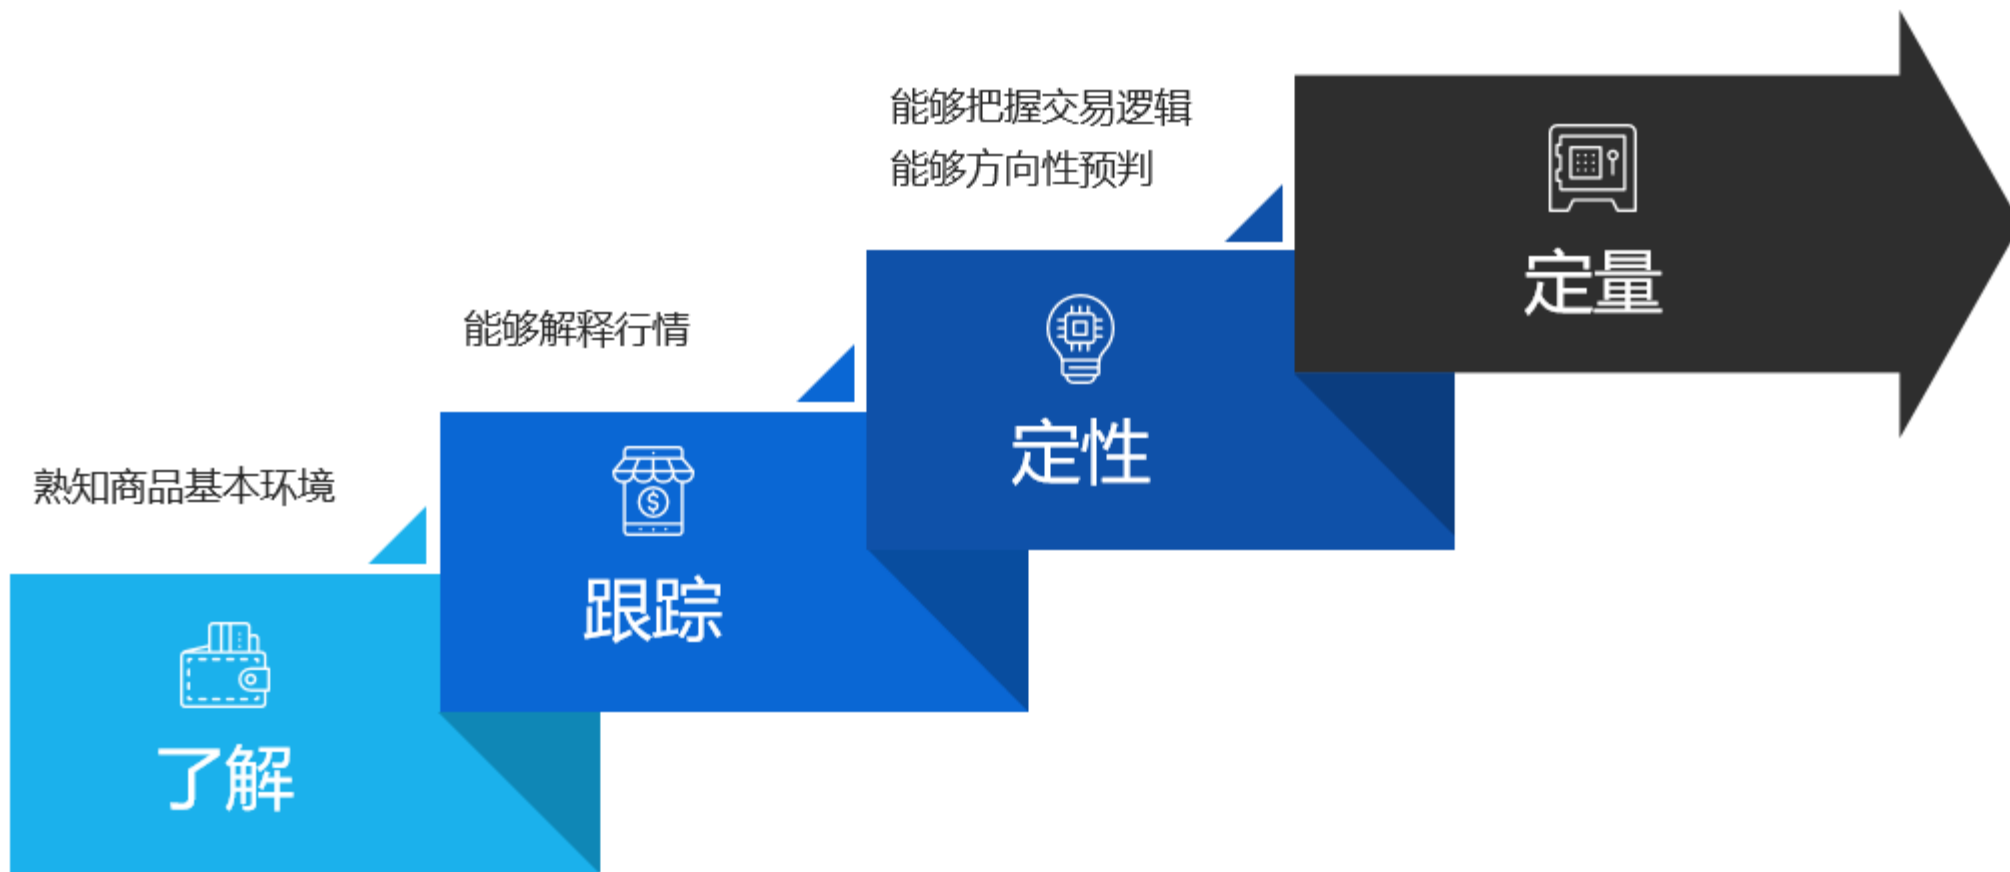 能够把握交易逻辑
能够方向性预判
定量
能够解释行情
定性
熟知商品基本环境
跟踪
了解